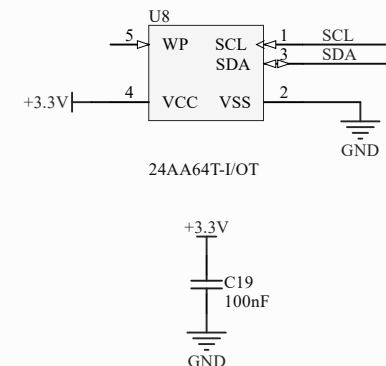 U8
5 WP SCL 1 SCL
SDA 3 SDA
+3.3V 4 VCC VSS 2
GND
24AA64T-I/OT
+3.3V
C19
100nF
GND